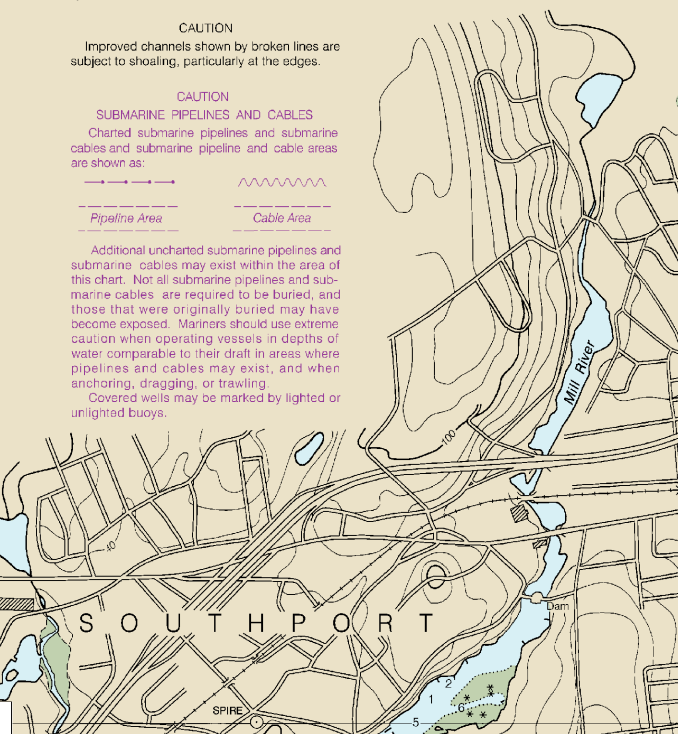 CAUTION
Improved channels shown by broken lines are
subject to shoaling, particularly at the edges.
CAUTION
SUBMARINE PIPELINES AND CABLES
Charted submarine pipelines and submarine
cables and submarine pipeline and cable areas
are shown as:
Pipeline Area
Cable Area
Additional uncharted submarine pipelines and
submarine cables may exist within the area of
this chart. Not all submarine pipelines and sub-
marine cables are required to be buried, and
those that were originally buried may have
become exposed. Mariners should use extreme
caution when operating vessels in depths of
water comparable to their draft in areas where
pipelines and cables may exist, and when
anchoring, dragging, or trawling.
Covered wells may be marked by lighted or
unlighted buoys.
Mill River
100
40
Dam
SOUTHPORT
2
1
6
SPIRE
5